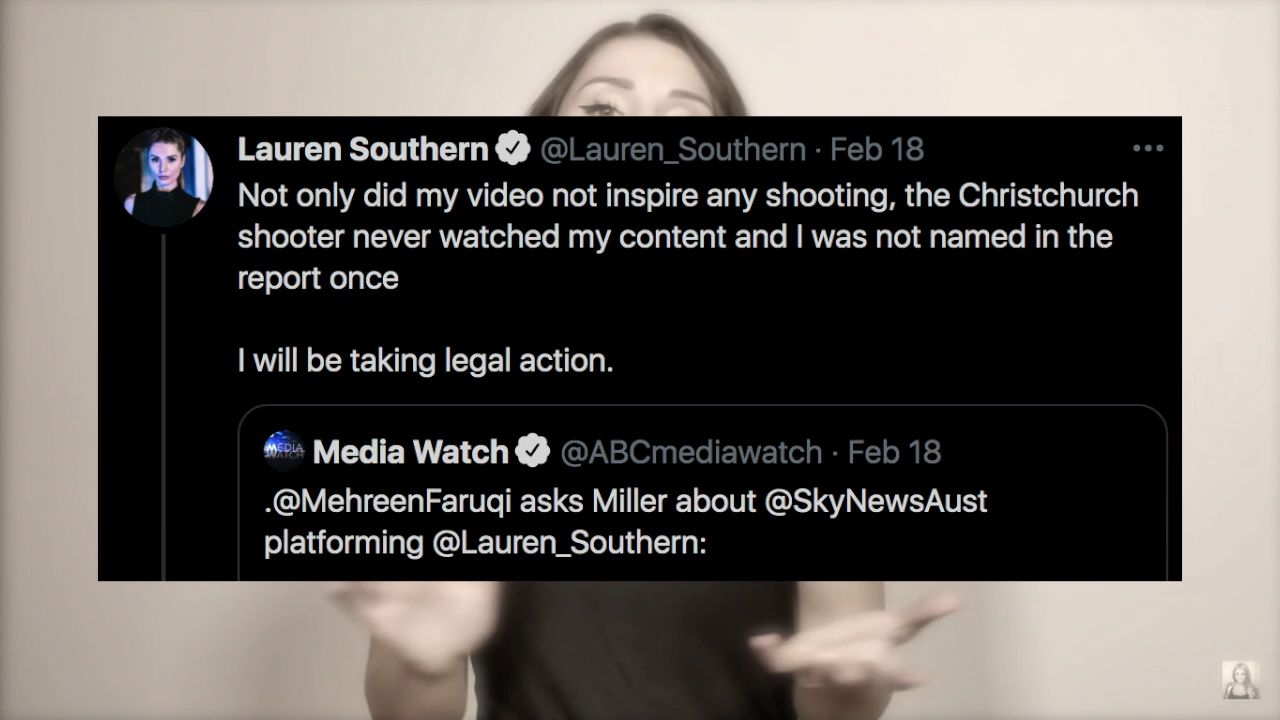 Lauren Southern @Lauren_Southern · Feb 18
Not only did my video not inspire any shooting, the Christchurch
shooter never watched my content and I was not named in the
report once
I will be taking legal action.
MEDIA
WATCH
Media Watch @ABCmediawatch · Feb 18
.@MehreenFaruqi asks Miller about @SkyNewsAust
platforming @Lauren_Southern: